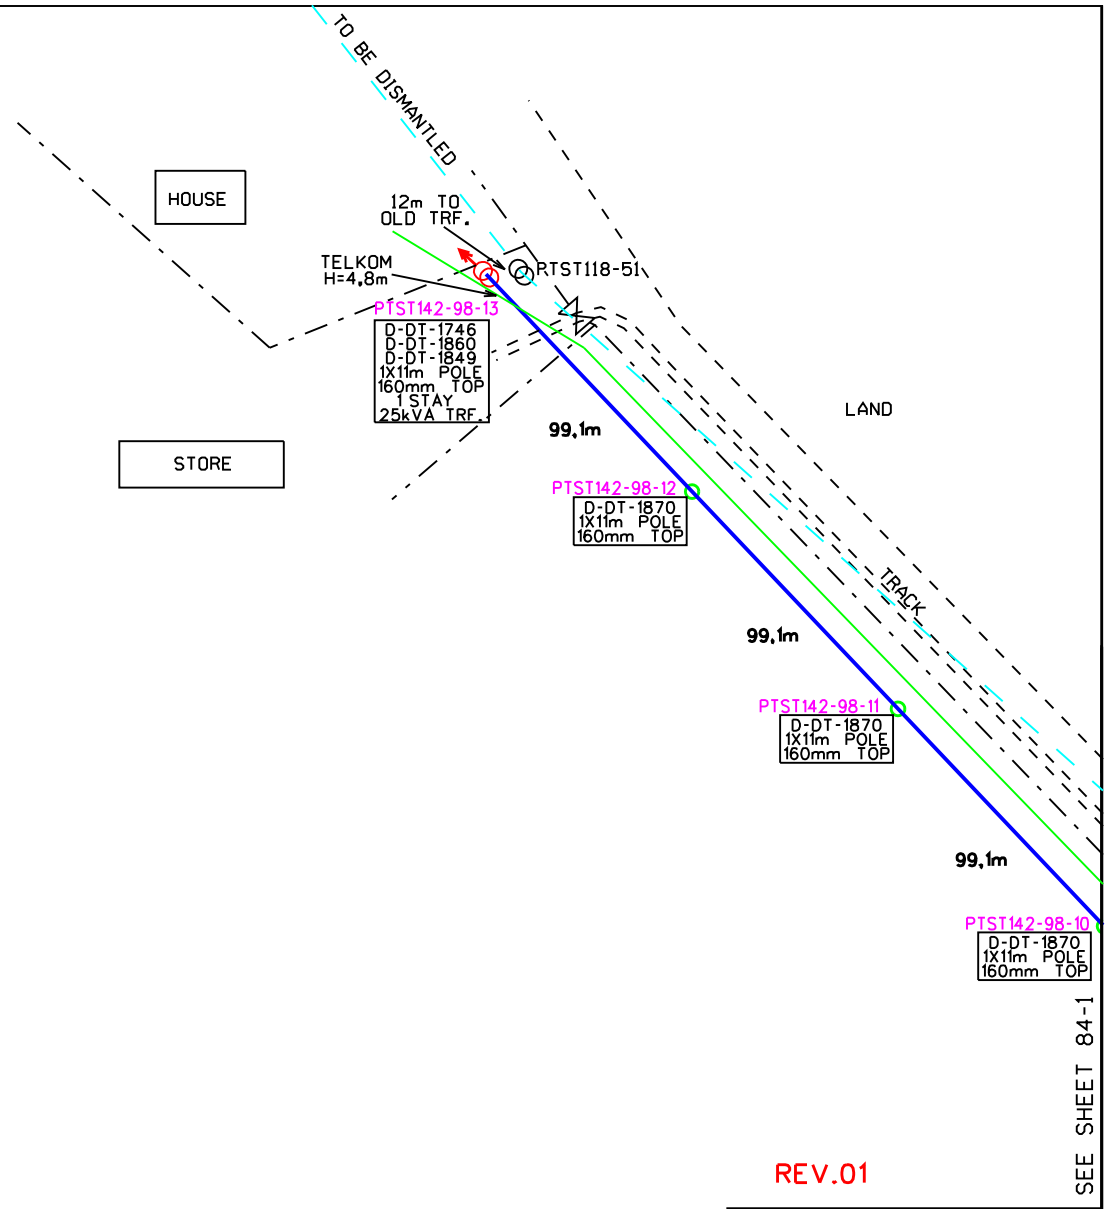 TO BE DISMANTLED
HOUSE
12m TO
OLD TRF.
TELKOM
H=4,8m
PTST118-51
PTST142-98-13
D-DT-1746
D-DT-1860
D-DT-1849
1X11m POLE
160mm TOP
1 STAY
25kVA TRF.
LAND
99,1m
STORE
PTST142-98-12
D-DT-1870
1X11m POLE
160mm TOP
TRACK
99,1m
PTST142-98-11
D-DT-1870
1X11m POLE
160mm TOP
99,1m
PTST142-98-10
D-DT-1870
1X11m POLE
160mm TOP
SEE SHEET 84-1
REV.01